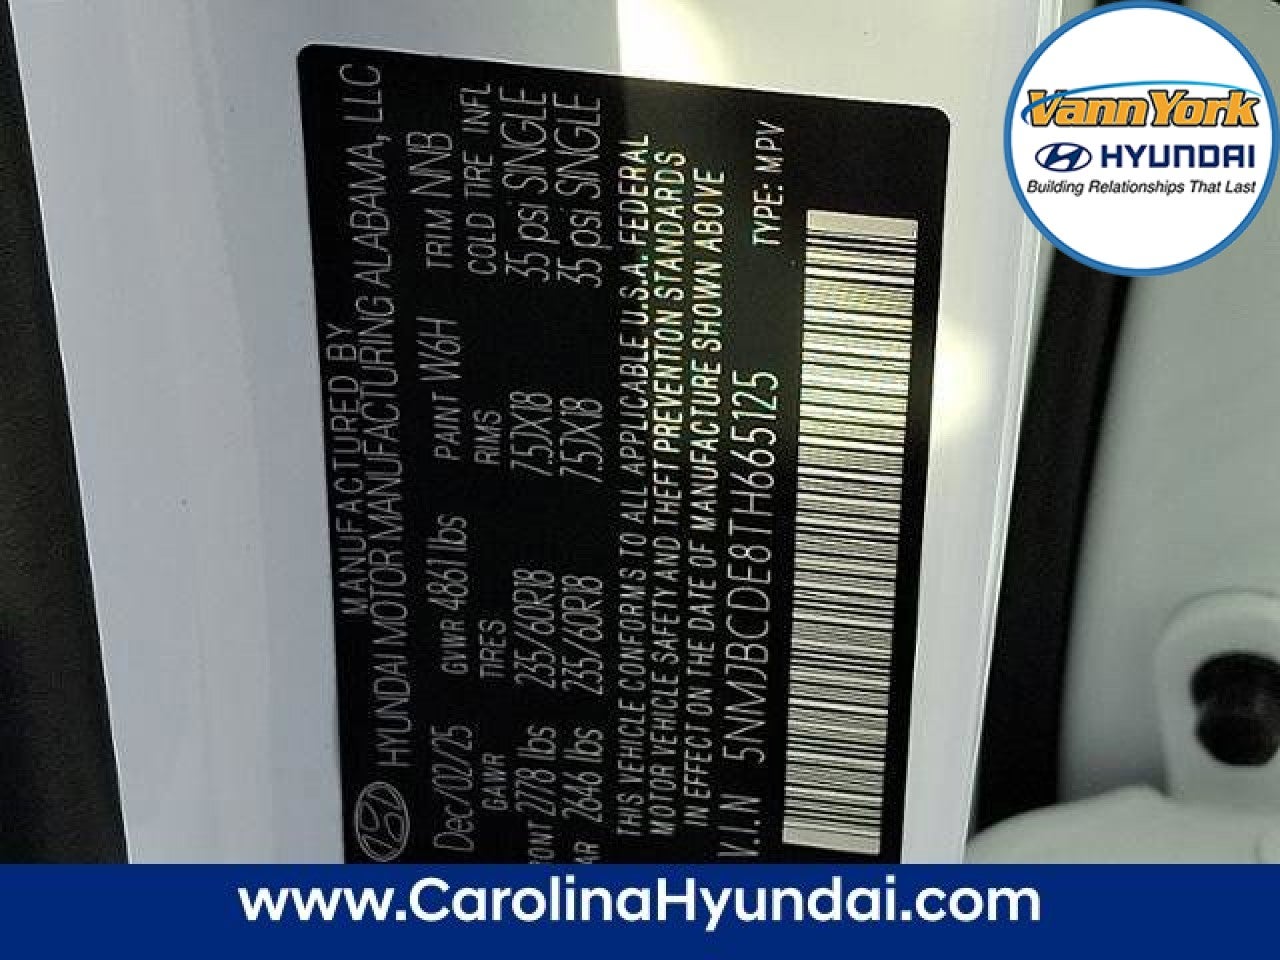 MANUFACTURED BY
HYUNDAI MOTOR MANUFACTURING ALABAMA, LLC
Dec/02/25 GVWR 4861 lbs PAINT W6H TRIM NNB
GAWR TIRES RIMS COLD TIRE INFL
RONT 2778 lbs 235/60R18 7.5JX18 35 psi SINGLE
AR 2646 lbs 235/60R18 7.5JX18 35 psi SINGLE
THIS VEHICLE CONFORMS TO ALL APPLICABLE U.S.A. FEDERAL
MOTOR VEHICLE SAFETY AND THEFT PREVENTION STANDARDS
IN EFFECT ON THE DATE OF MANUFACTURE SHOWN ABOVE
V.I.N 5NMJBCDE8TH665125 TYPE: MPV
VannYork
HYUNDAI
Building Relationships That Last
www.CarolinaHyundai.com